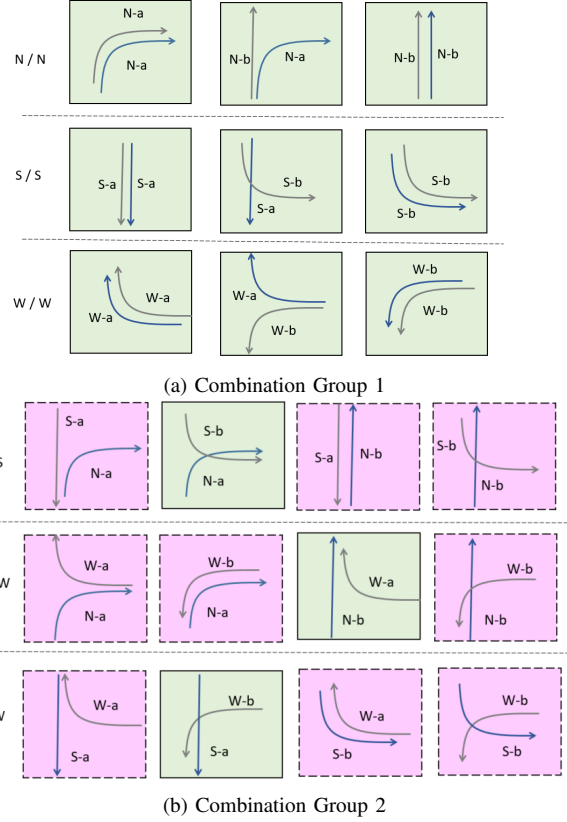 N-a
N-a
N / N
N-b
N-a
N-b
N-b
S / S
S-a
S-a
S-b
S-a
S-b
S-b
W / W
W-a
W-a
W-a
W-b
W-b
W-b
(a) Combination Group 1
S
S-a
N-a
S-b
N-a
S-a
N-b
S-b
N-b
W
W-a
N-a
W-b
N-a
W-a
N-b
W-b
N-b
W
W-a
S-a
W-b
S-a
W-a
S-b
W-b
S-b
(b) Combination Group 2